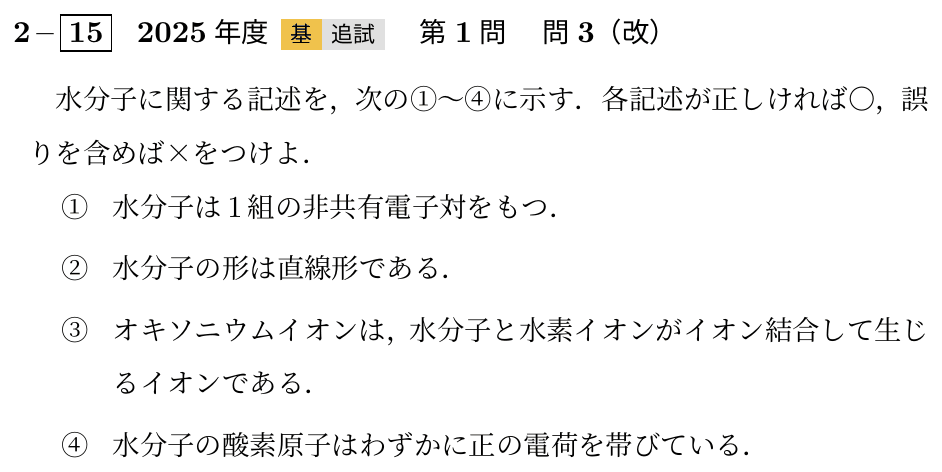 2－15 2025 年度 基 追試 第 1 問 問 3（改）
水分子に関する記述を，次の①～④に示す．各記述が正しければ○，誤
りを含めば×をつけよ．
① 水分子は１組の非共有電子対をもつ．
② 水分子の形は直線形である．
③ オキソニウムイオンは，水分子と水素イオンがイオン結合して生じ
るイオンである．
④ 水分子の酸素原子はわずかに正の電荷を帯びている．